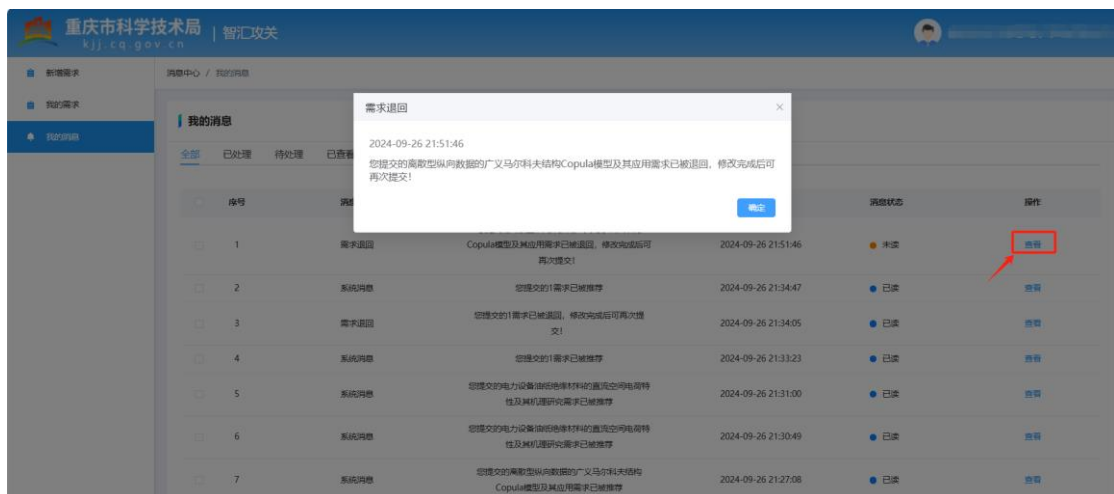 重庆市科学技术局 | 智汇攻关
kjj.cq.gov.cn
新增需求
我的需求
我的消息
消息中心 / 我的消息
我的消息
全部 已处理 待处理 已查看
需求退回 ×
2024-09-26 21:51:46
您提交的离散型纵向数据的广义马尔科夫结构Copula模型及其应用需求已被退回，修改完成后可
再次提交！
确定
序号 消息状态 操作
1 需求退回 Copula模型及其应用需求已被退回，修改完成后可 2024-09-26 21:51:46 未读 查看
再次提交！
2 系统消息 您提交的1需求已被推荐 2024-09-26 21:34:47 已读 查看
3 需求退回 您提交的1需求已被退回，修改完成后可再次提 2024-09-26 21:34:05 已读 查看
交！
4 系统消息 您提交的1需求已被推荐 2024-09-26 21:33:23 已读 查看
5 系统消息 您提交的电力设备油纸绝缘材料的直流空间电荷特 2024-09-26 21:31:00 已读 查看
性及其机理研究需求已被推荐
6 系统消息 您提交的电力设备油纸绝缘材料的直流空间电荷特 2024-09-26 21:30:49 已读 查看
性及其机理研究需求已被推荐
7 系统消息 您提交的离散型纵向数据的广义马尔科夫结构 2024-09-26 21:27:08 已读 查看
Copula模型及其应用需求已被推荐